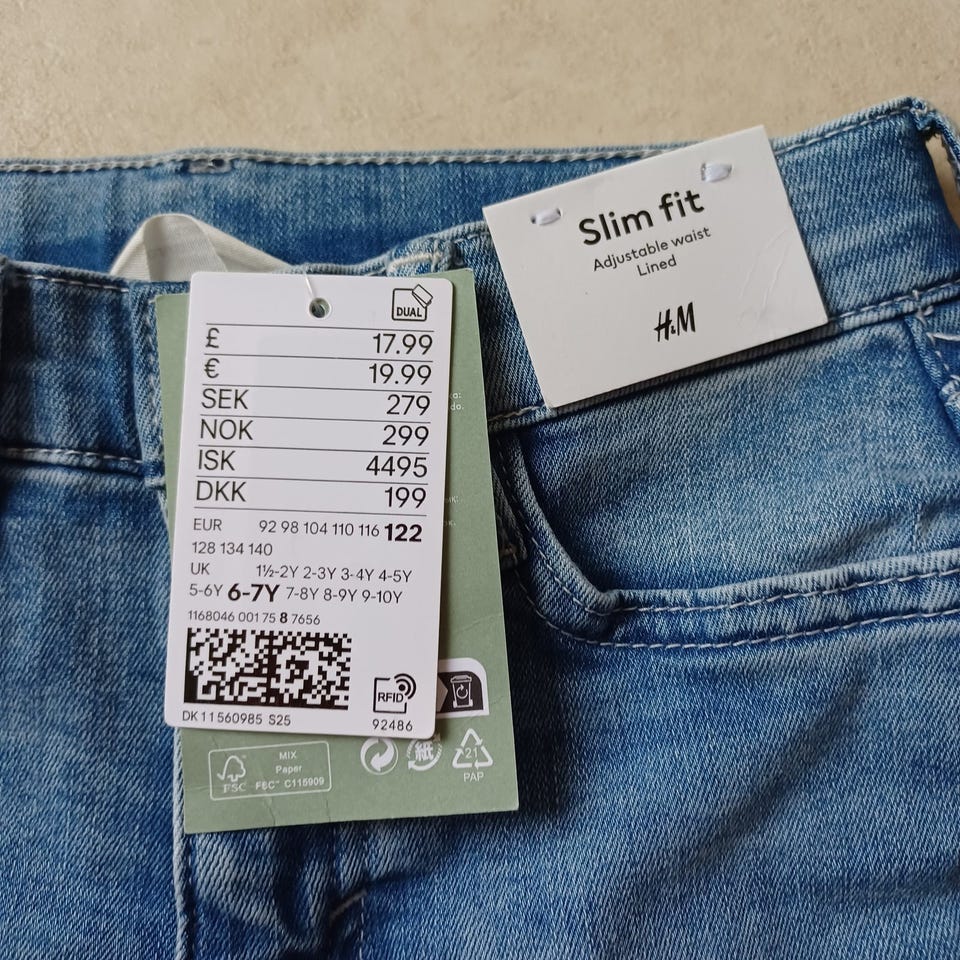 Slim fit
Adjustable waist
Lined
H&M
DUAL
£ 17.99
€ 19.99
SEK 279
NOK 299
ISK 4495
DKK 199
EUR 92 98 104 110 116 122
128 134 140
UK 1½-2Y 2-3Y 3-4Y 4-5Y
5-6Y 6-7Y 7-8Y 8-9Y 9-10Y
1168046 001 75 8 7656
RFID
DK11560985 S25
92486
MIX
Paper
FSC™ C115909
FSC
紙
21
PAP